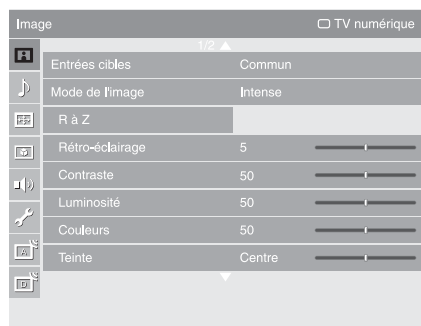 Image TV numérique
1/2
Entrées cibles Commun
Mode de l'image Intense
R à Z
Rétro-éclairage 5
Contraste 50
Luminosité 50
Couleurs 50
Teinte Centre
A
D